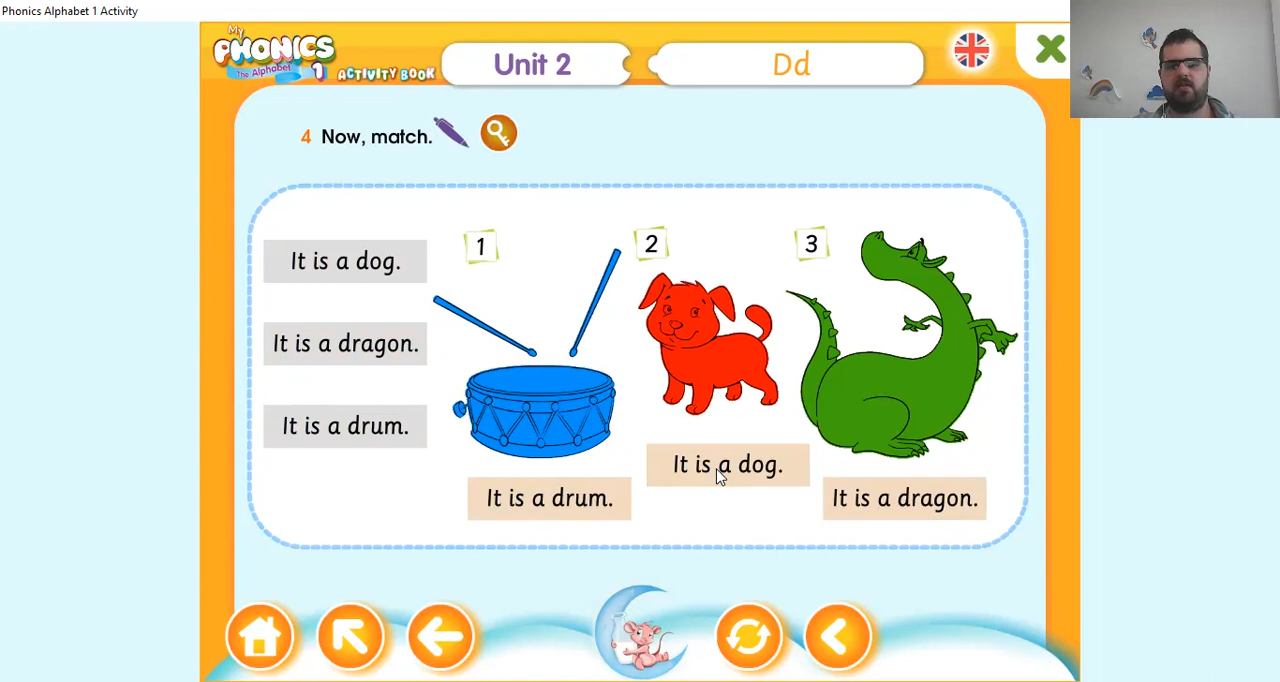 Phonics Alphabet 1 Activity
My
PHONICS
The Alphabet 1 ACTIVITY BOOK
Unit 2
Dd
4 Now, match.
It is a dog.
It is a dragon.
It is a drum.
1
2
3
It is a drum.
It is a dog.
It is a dragon.